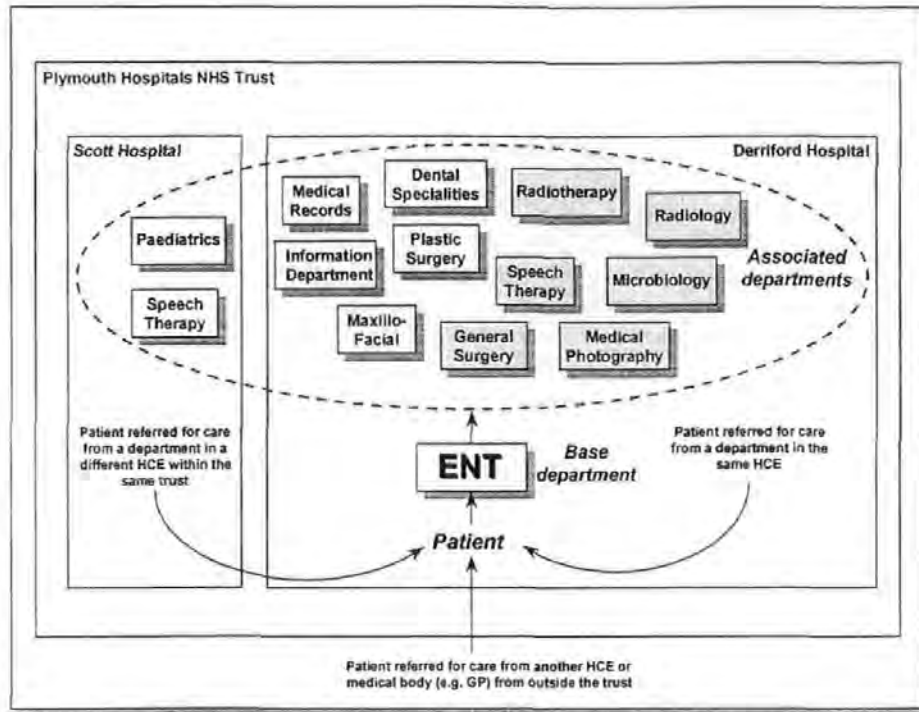 Plymouth Hospitals NHS Trust
Scott Hospital
Derriford Hospital
Medical
Records
Dental
Specialities
Radiotherapy
Radiology
Paediatrics
Information
Department
Plastic
Surgery
Speech
Therapy
Microbiology
Associated
departments
Speech
Therapy
Maxillo-
Facial
General
Surgery
Medical
Photography
Patient referred for care
from a department in a
different HCE within the
same trust
ENT
Base
department
Patient referred for care
from a department in the
same HCE
Patient
Patient referred for care from another HCE or
medical body (e.g. GP) from outside the trust